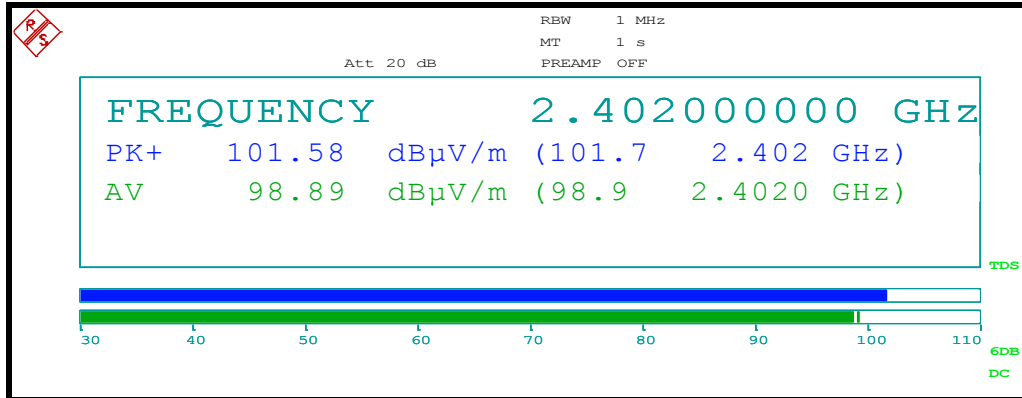 R S
RBW 1 MHz
MT 1 s
Att 20 dB PREAMP OFF
FREQUENCY 2.402000000 GHz
PK+ 101.58 dBµV/m (101.7 2.402 GHz)
AV 98.89 dBµV/m (98.9 2.4020 GHz)
TDS
30 40 50 60 70 80 90 100 110
6DB
DC